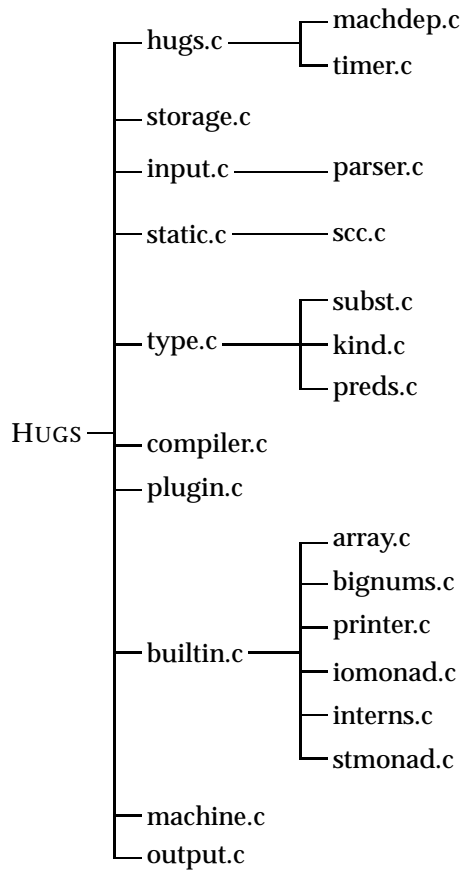 machdep.c
hugs.c
timer.c
storage.c
input.c
parser.c
static.c
scc.c
subst.c
type.c
kind.c
preds.c
HUGS
compiler.c
plugin.c
array.c
bignums.c
printer.c
builtin.c
iomonad.c
interns.c
stmonad.c
machine.c
output.c